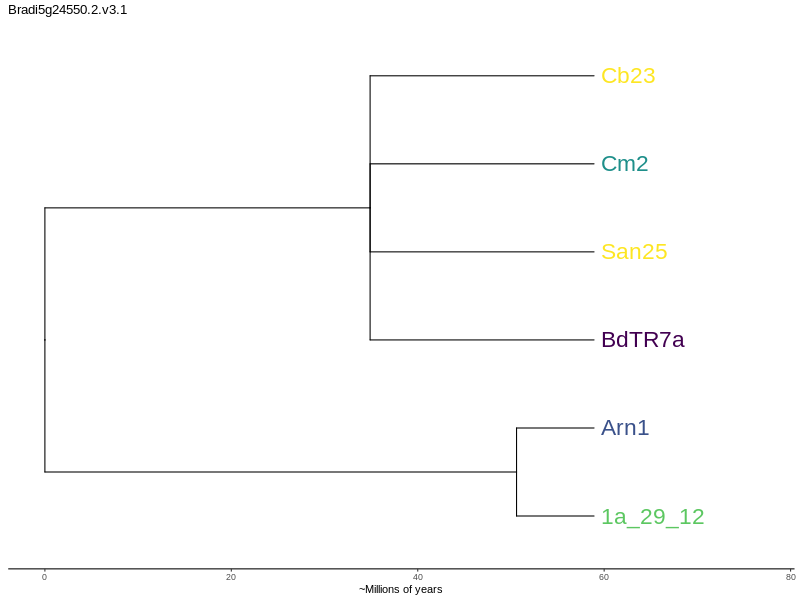 Bradi5g24550.2.v3.1
Cb23
Cm2
San25
BdTR7a
Arn1
1a_29_12
0 20 40 60 80
~Millions of years